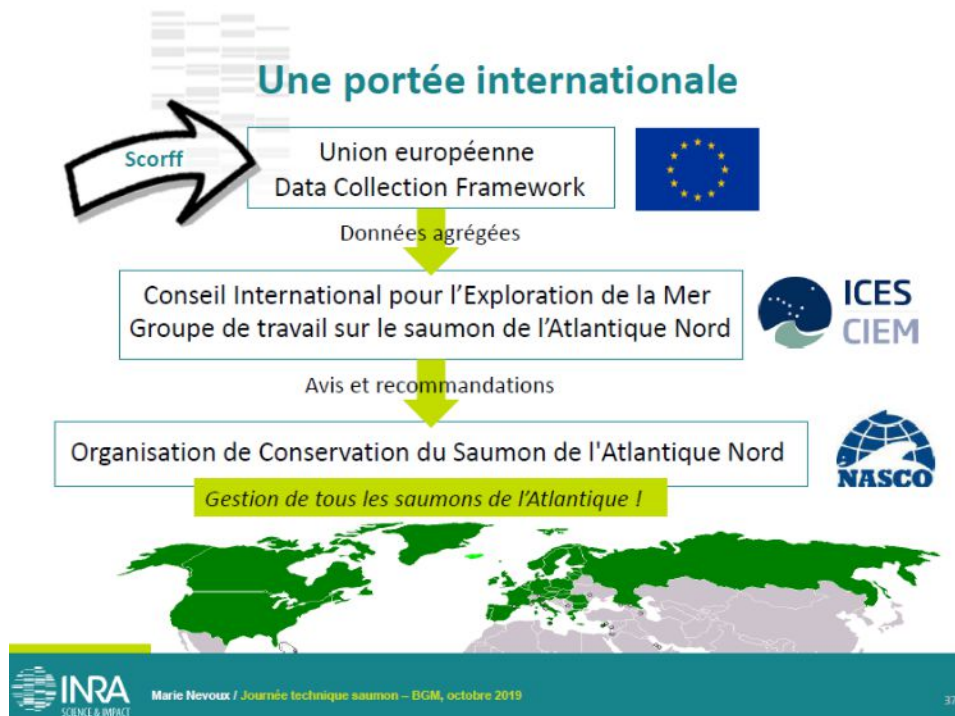 Une portée internationale
Scorff
Union européenne
Data Collection Framework
Données agrégées
Conseil International pour l’Exploration de la Mer
Groupe de travail sur le saumon de l’Atlantique Nord
ICES
CIEM
Avis et recommandations
Organisation de Conservation du Saumon de l'Atlantique Nord
NASCO
Gestion de tous les saumons de l’Atlantique !
INRA
SCIENCE & IMPACT
Marie Nevoux / Journée technique saumon – BGM, octobre 2019
37